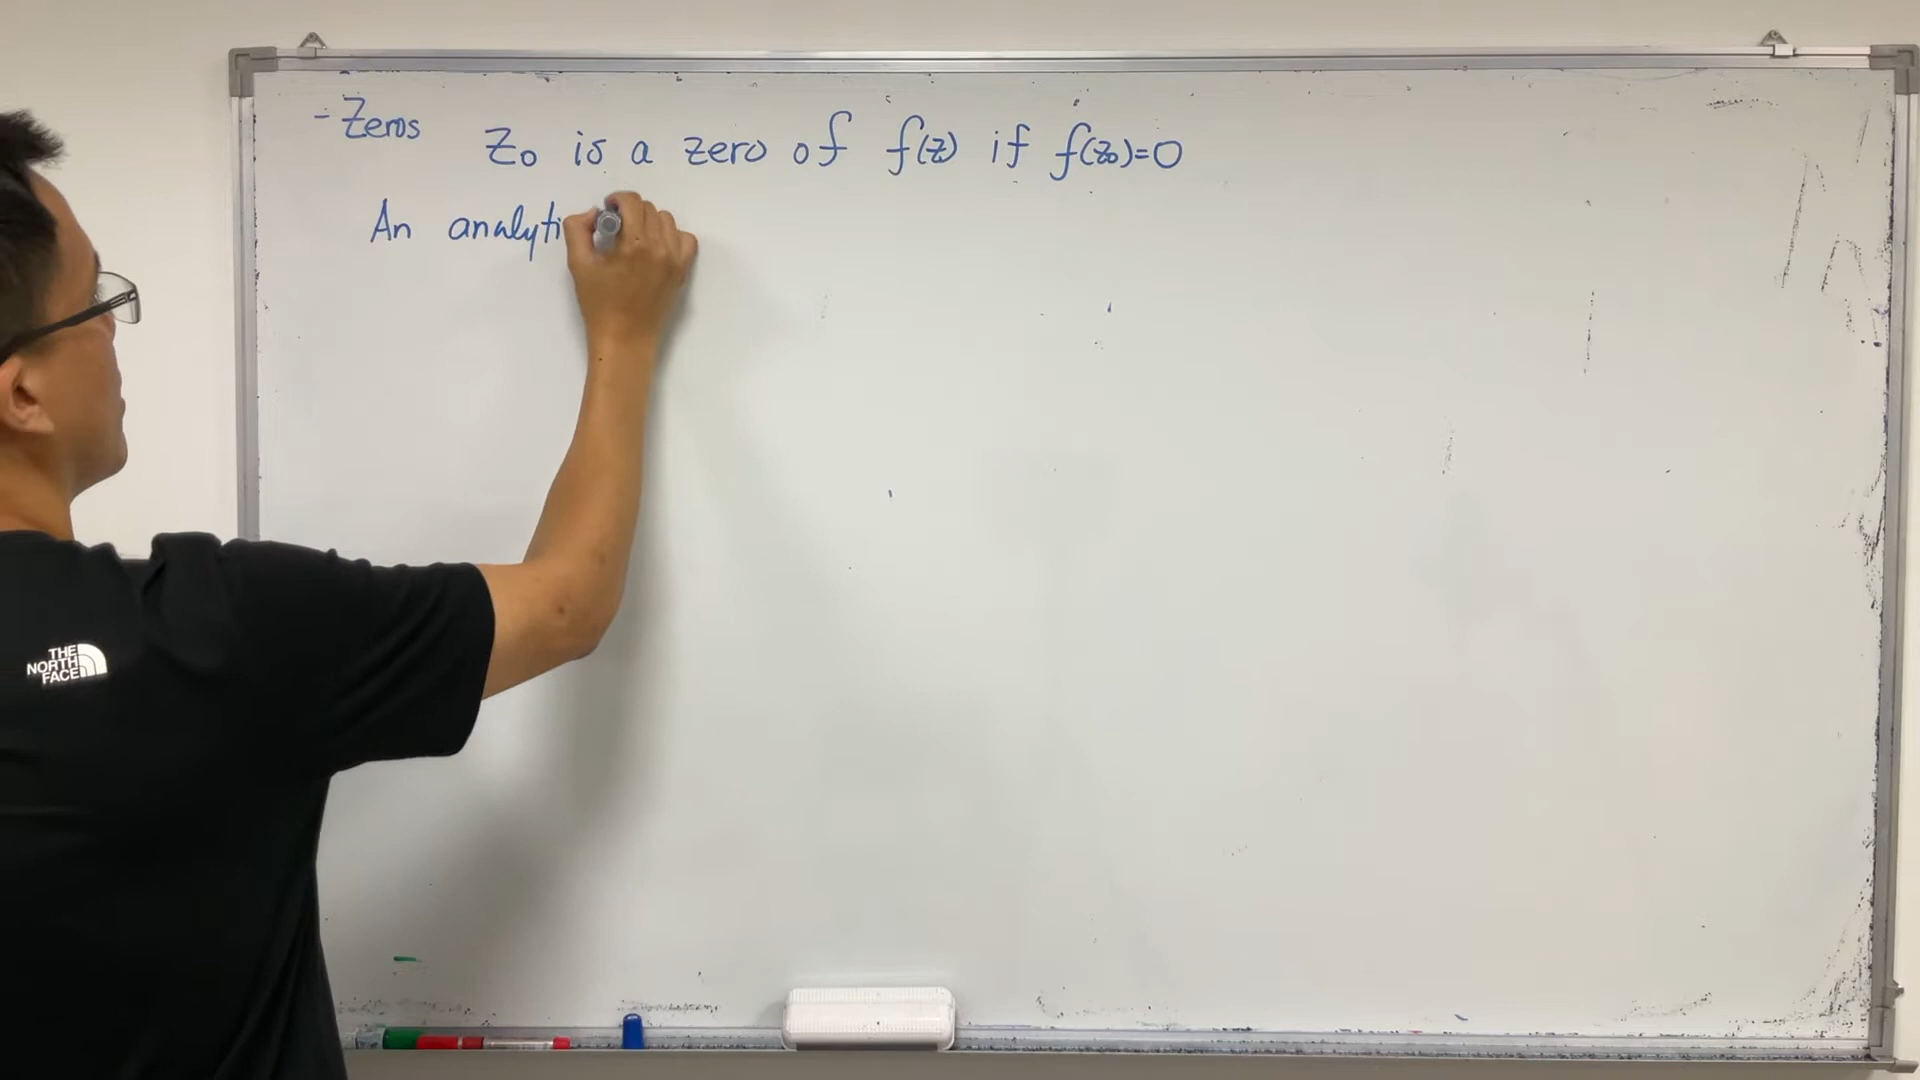 - Zeros
Z₀ is a zero of f(z) if f(z₀)=0
An analyti
THE
NORTH
FACE